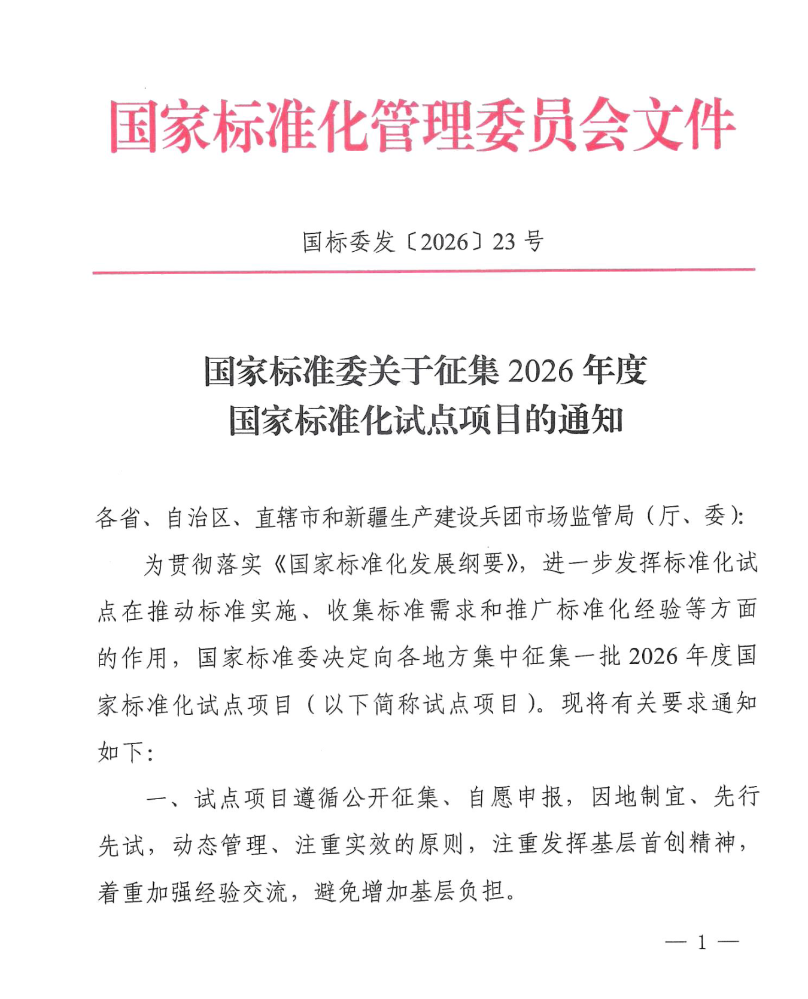 国家标准化管理委员会文件
国标委发〔2026〕23 号
国家标准委关于征集 2026 年度
国家标准化试点项目的通知
各省、自治区、直辖市和新疆生产建设兵团市场监管局（厅、委）：
为贯彻落实《国家标准化发展纲要》，进一步发挥标准化试
点在推动标准实施、收集标准需求和推广标准化经验等方面
的作用，国家标准委决定向各地方集中征集一批 2026 年度国
家标准化试点项目（以下简称试点项目）。现将有关要求通知
如下：
一、试点项目遵循公开征集、自愿申报，因地制宜、先行
先试，动态管理、注重实效的原则，注重发挥基层首创精神，
着重加强经验交流，避免增加基层负担。
— 1 —